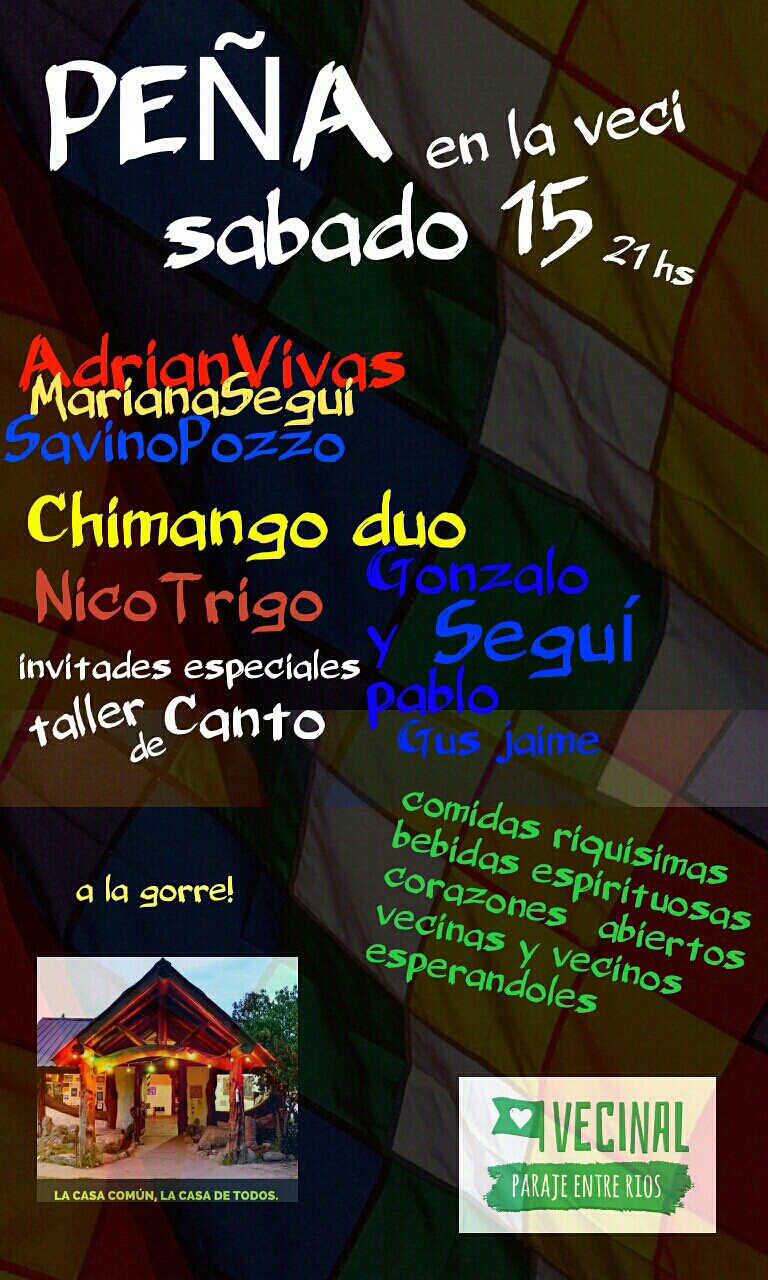 PEÑA en la veci
sabado 15 21 hs
AdrianVivas
MarianaSegui
SavinoPozzo
Chimango duo
NicoTrigo
Gonzalo
y Seguí
pablo
Gus jaime
invitades especiales
taller de Canto
comidas riquisimas
bebidas espirituosas
corazones abiertos
vecinas y vecinos
esperandoles
a la gorre!
LA CASA COMÚN, LA CASA DE TODOS.
VECINAL
PARAJE ENTRE RIOS